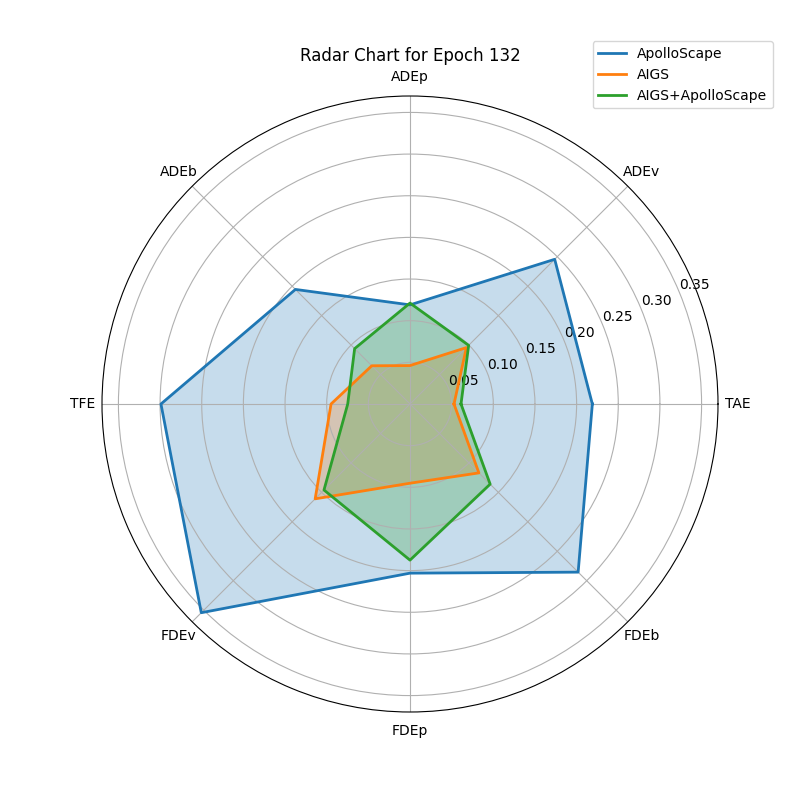 Radar Chart for Epoch 132
ApolloScape
AIGS
AIGS+ApolloScape
ADEp
ADEb
ADEv
0.35
0.30
0.25
0.20
0.15
0.10
0.05
TFE
TAE
FDEv
FDEb
FDEp